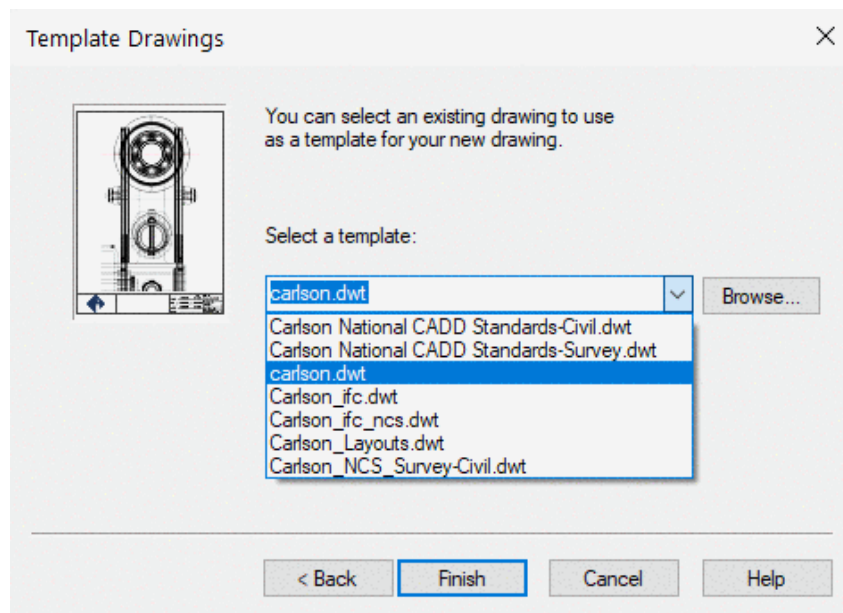 Template Drawings
You can select an existing drawing to use
as a template for your new drawing.
Select a template:
carlson.dwt
Browse...
Carlson National CADD Standards-Civil.dwt
Carlson National CADD Standards-Survey.dwt
carlson.dwt
Carlson_ifc.dwt
Carlson_ifc_ncs.dwt
Carlson_Layouts.dwt
Carlson_NCS_Survey-Civil.dwt
< Back
Finish
Cancel
Help